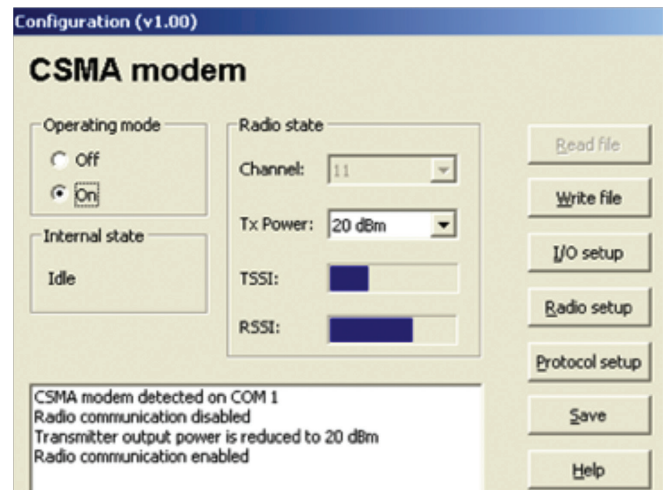 Configuration (v1.00)
CSMA modem
Operating mode
Off
On
Internal state
Idle
Radio state
Channel: 11
Tx Power: 20 dBm
TSSI:
RSSI:
Read file
Write file
I/O setup
Radio setup
Protocol setup
Save
Help
CSMA modem detected on COM 1
Radio communication disabled
Transmitter output power is reduced to 20 dBm
Radio communication enabled